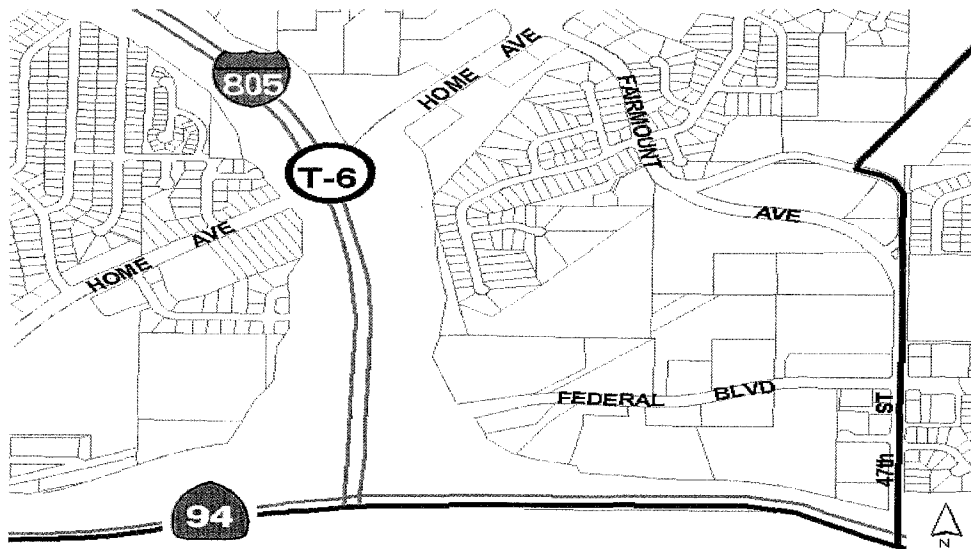 805
HOME AVE
FAIRMOUNT
T-6
AVE
HOME AVE
FEDERAL BLVD
47th ST
94
N